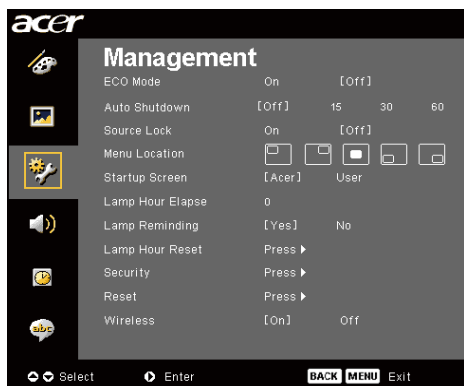 acer
Management
ECO Mode On [Off]
Auto Shutdown [Off] 15 30 60
Source Lock On [Off]
Menu Location
Startup Screen [Acer] User
Lamp Hour Elapse 0
Lamp Reminding [Yes] No
Lamp Hour Reset Press
Security Press
Reset Press
Wireless [On] Off
abc
Select Enter BACK MENU Exit